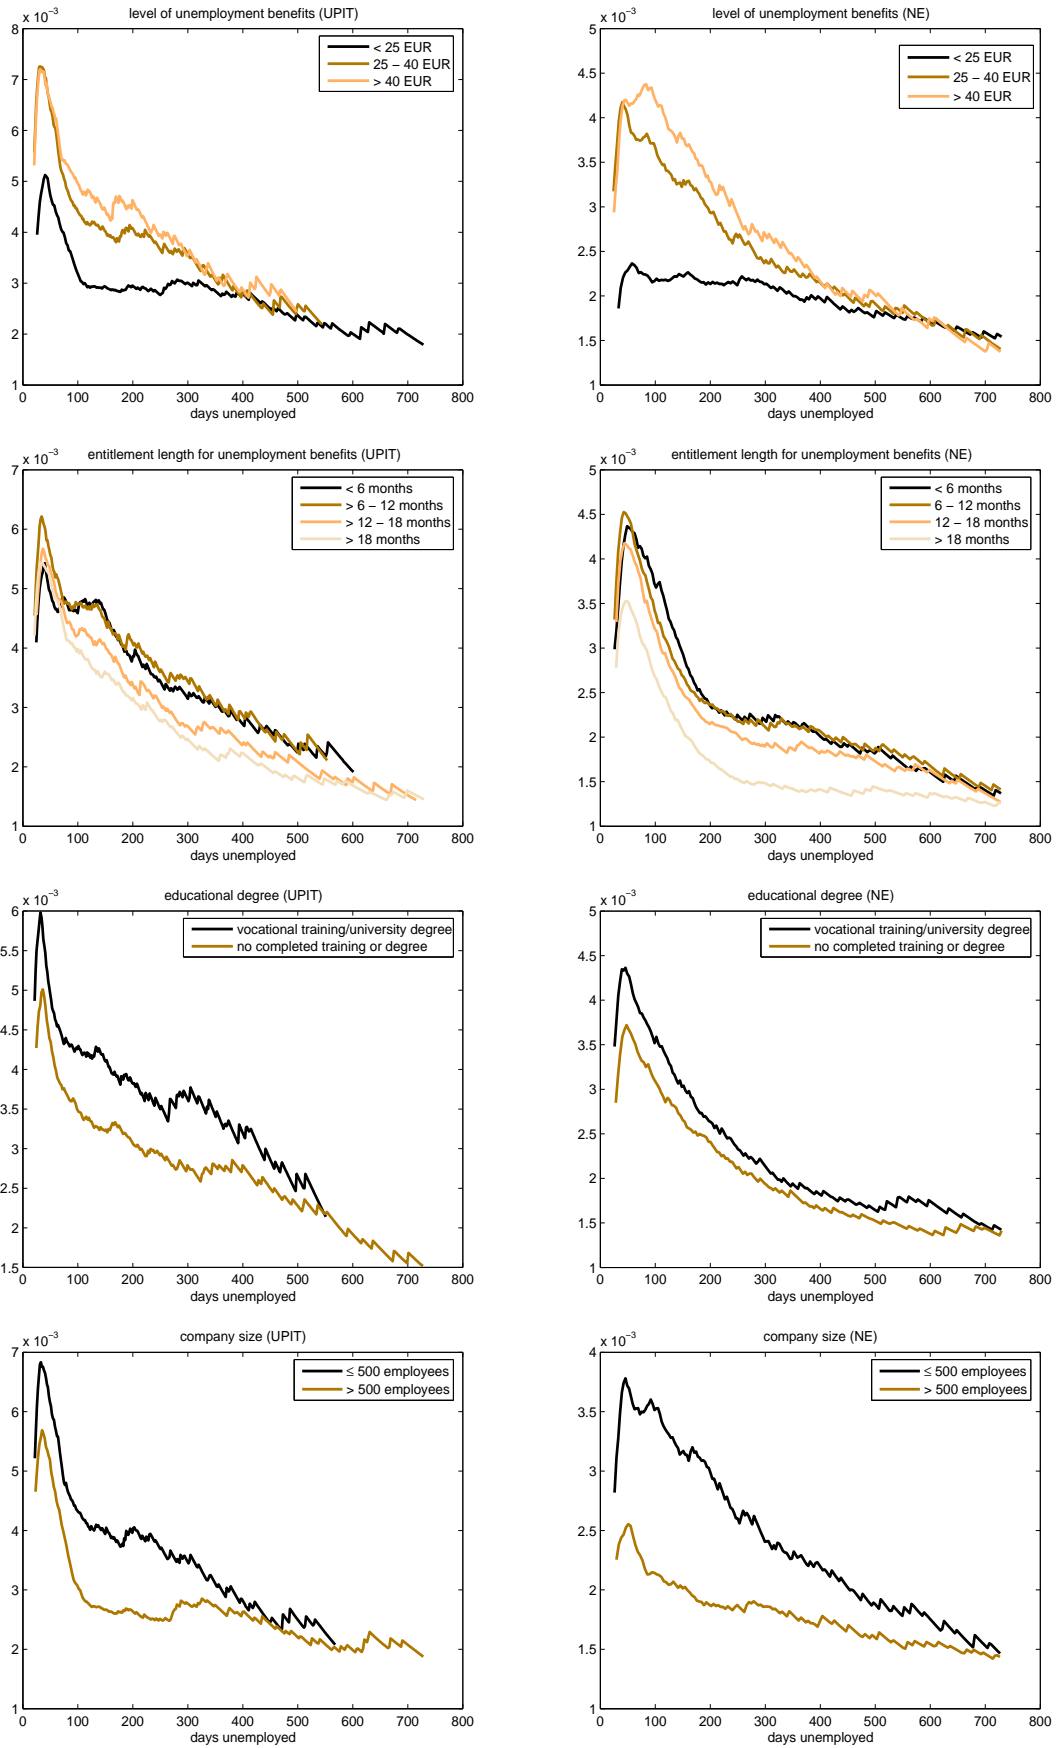 level of unemployment benefits (UPIT)
x 10⁻³
8
7
6
5
4
3
2
1
0 100 200 300 400 500 600 700 800
days unemployed
< 25 EUR
25 − 40 EUR
> 40 EUR
level of unemployment benefits (NE)
x 10⁻³
5
4.5
4
3.5
3
2.5
2
1.5
1
0 100 200 300 400 500 600 700 800
days unemployed
< 25 EUR
25 − 40 EUR
> 40 EUR
entitlement length for unemployment benefits (UPIT)
x 10⁻³
7
6
5
4
3
2
1
0 100 200 300 400 500 600 700 800
days unemployed
< 6 months
> 6 − 12 months
> 12 − 18 months
> 18 months
entitlement length for unemployment benefits (NE)
x 10⁻³
5
4.5
4
3.5
3
2.5
2
1.5
1
0 100 200 300 400 500 600 700 800
days unemployed
< 6 months
6 − 12 months
12 − 18 months
> 18 months
educational degree (UPIT)
x 10⁻³
6
5.5
5
4.5
4
3.5
3
2.5
2
1.5
0 100 200 300 400 500 600 700 800
days unemployed
vocational training/university degree
no completed training or degree
educational degree (NE)
x 10⁻³
5
4.5
4
3.5
3
2.5
2
1.5
1
0 100 200 300 400 500 600 700 800
days unemployed
vocational training/university degree
no completed training or degree
company size (UPIT)
x 10⁻³
7
6
5
4
3
2
1
0 100 200 300 400 500 600 700 800
days unemployed
≤ 500 employees
> 500 employees
company size (NE)
x 10⁻³
4
3.5
3
2.5
2
1.5
1
0 100 200 300 400 500 600 700 800
days unemployed
≤ 500 employees
> 500 employees